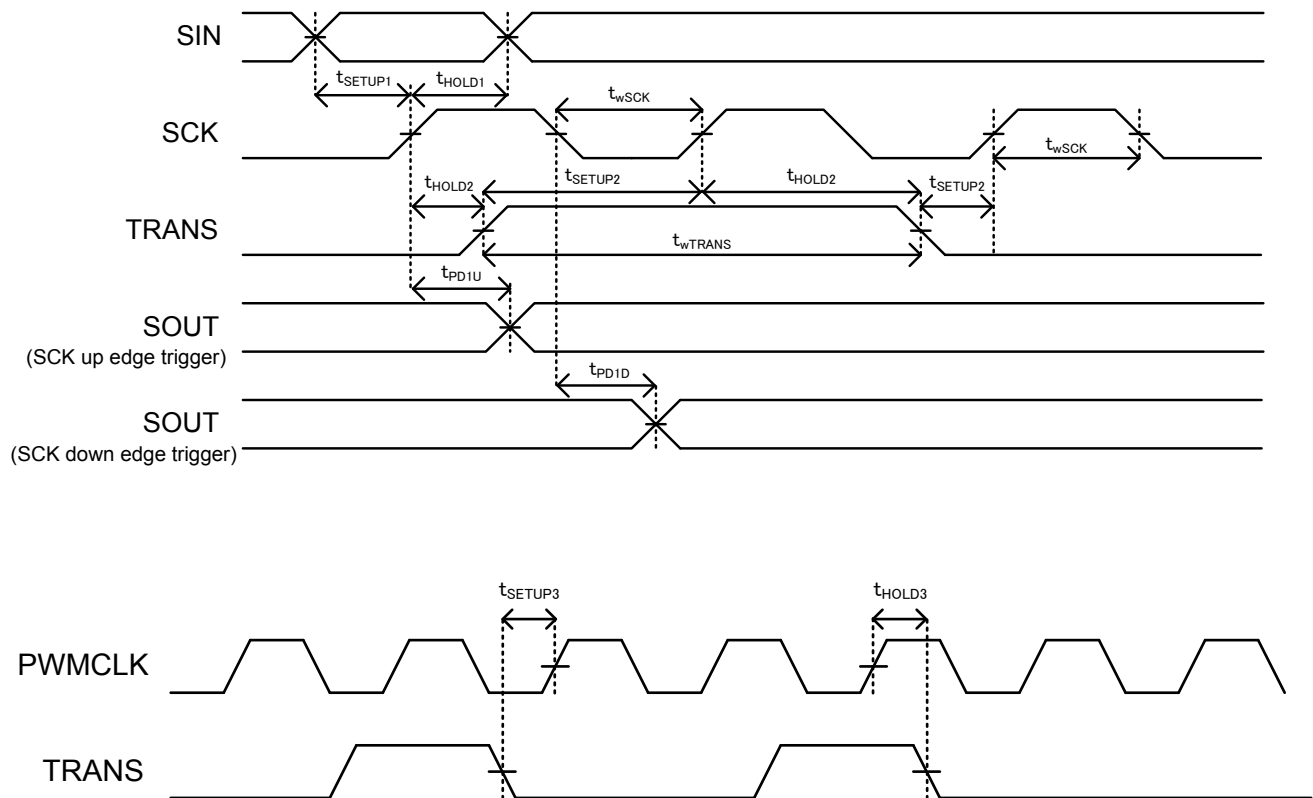 SIN
tSETUP1
tHOLD1
twSCK
SCK
twSCK
tHOLD2
tSETUP2
tHOLD2
tSETUP2
TRANS
twTRANS
tPD1U
SOUT
(SCK up edge trigger)
tPD1D
SOUT
(SCK down edge trigger)
tSETUP3
tHOLD3
PWMCLK
TRANS